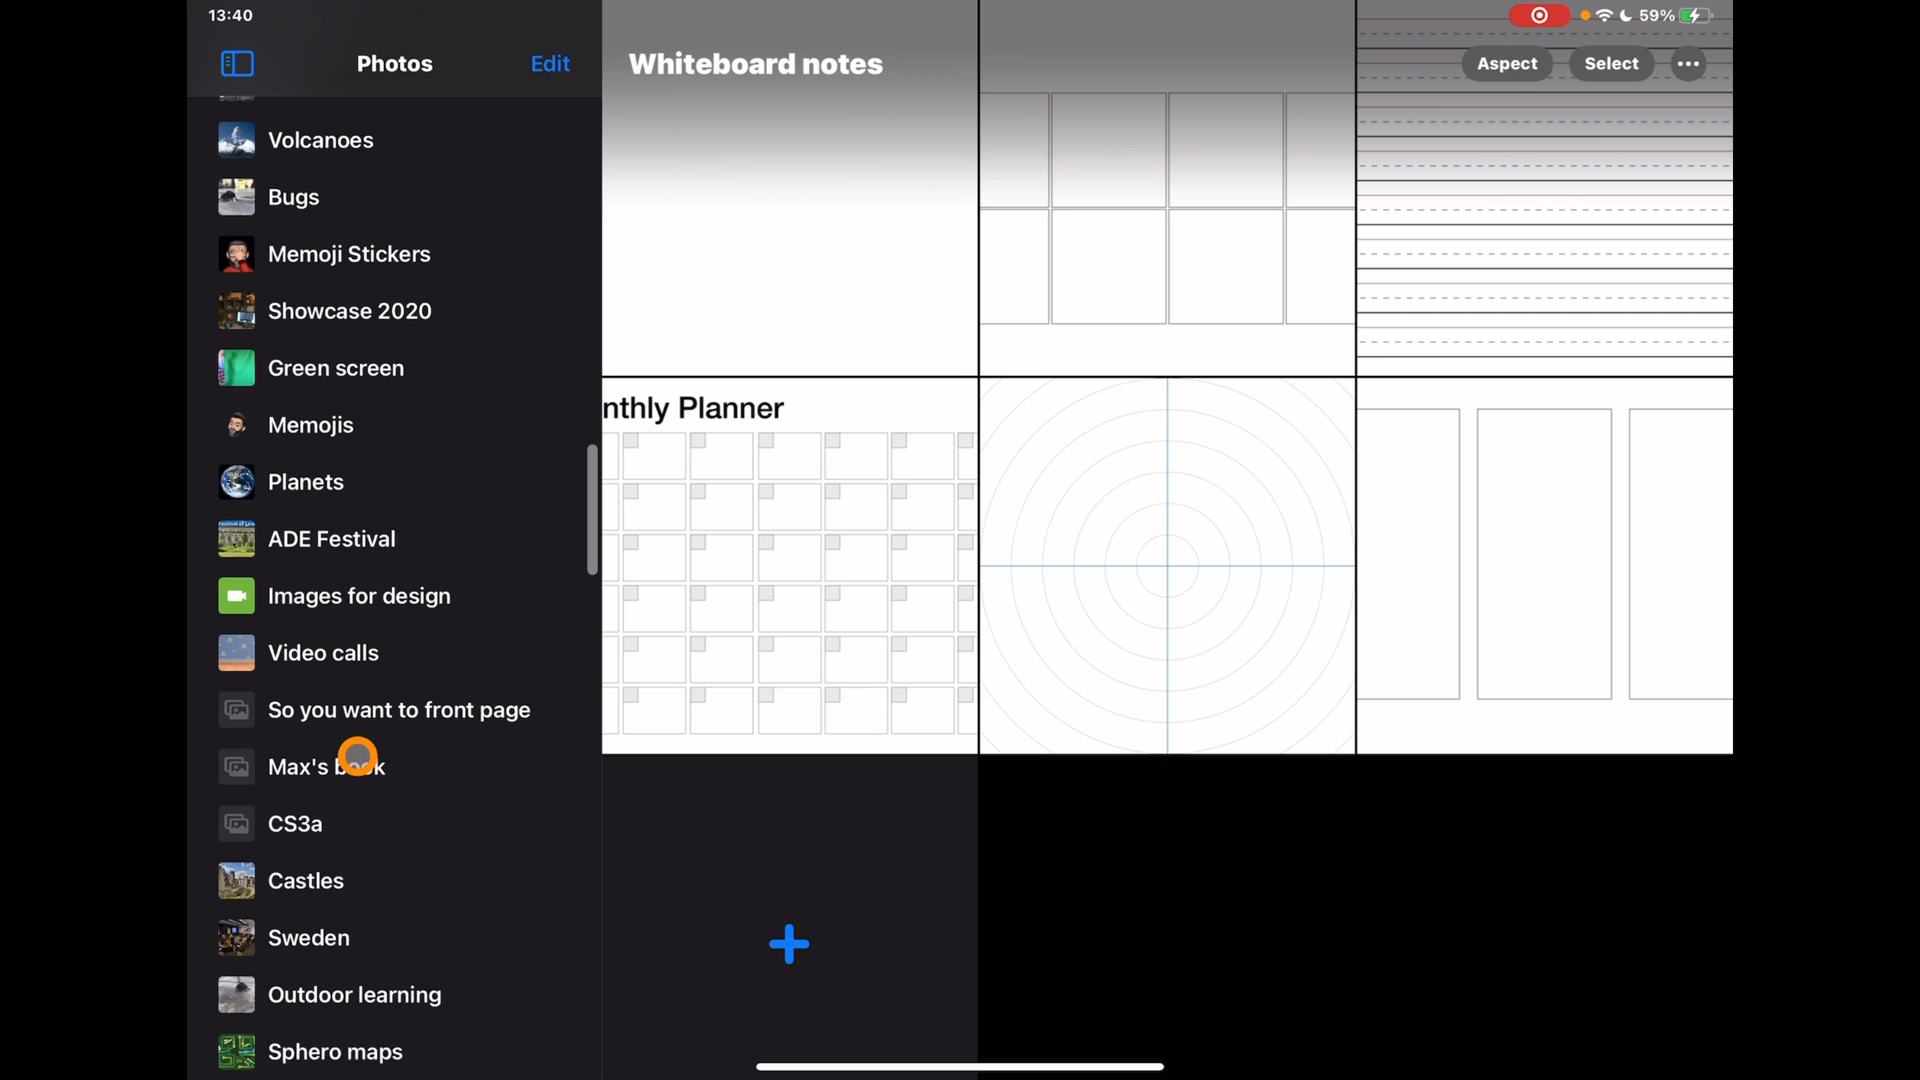 13:40
59%
Photos
Edit
Whiteboard notes
Aspect
Select
Volcanoes
Bugs
Memoji Stickers
Showcase 2020
Green screen
Memojis
Planets
ADE Festival
Images for design
Video calls
So you want to front page
Max's book
CS3a
Castles
Sweden
Outdoor learning
Sphero maps
nthly Planner